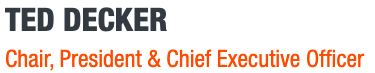 TED DECKER
Chair, President & Chief Executive Officer